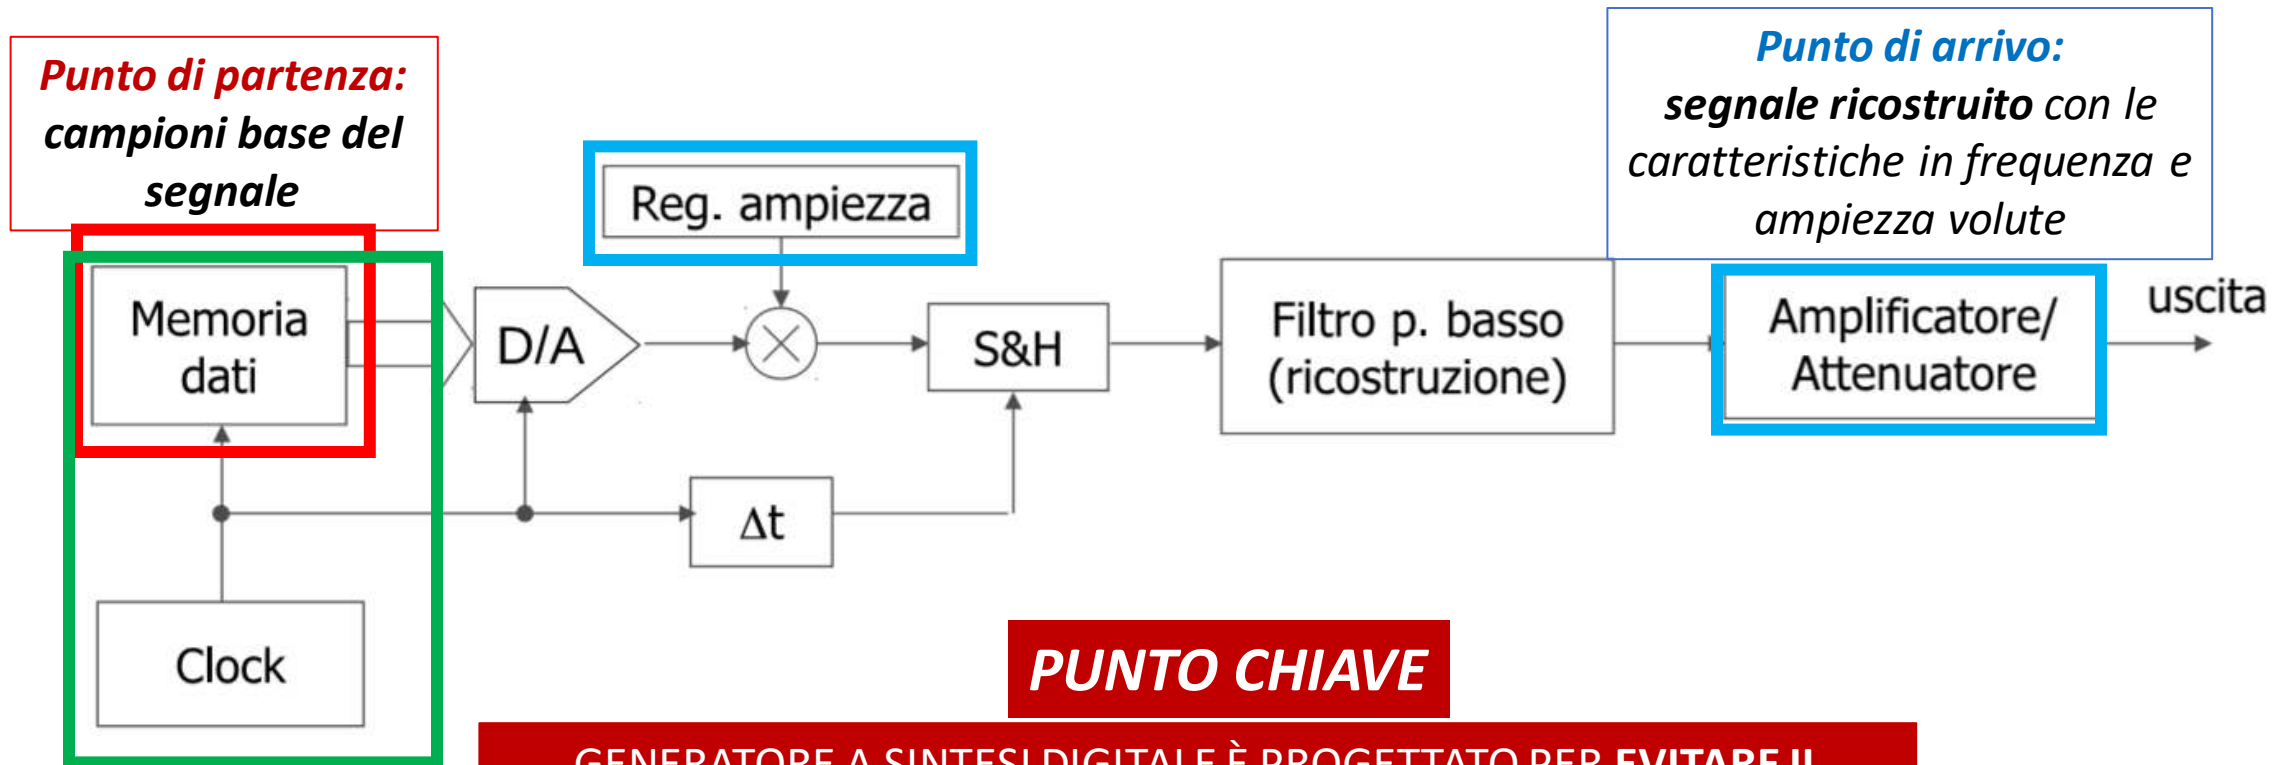 Punto di partenza:
campioni base del
segnale
Punto di arrivo:
segnale ricostruito con le
caratteristiche in frequenza e
ampiezza volute
Reg. ampiezza
Memoria
dati
D/A
S&H
Filtro p. basso
(ricostruzione)
Amplificatore/
Attenuatore
uscita
Δt
Clock
PUNTO CHIAVE
GENERATORE A SINTESI DIGITALE È PROGETTATO PER EVITARE IL